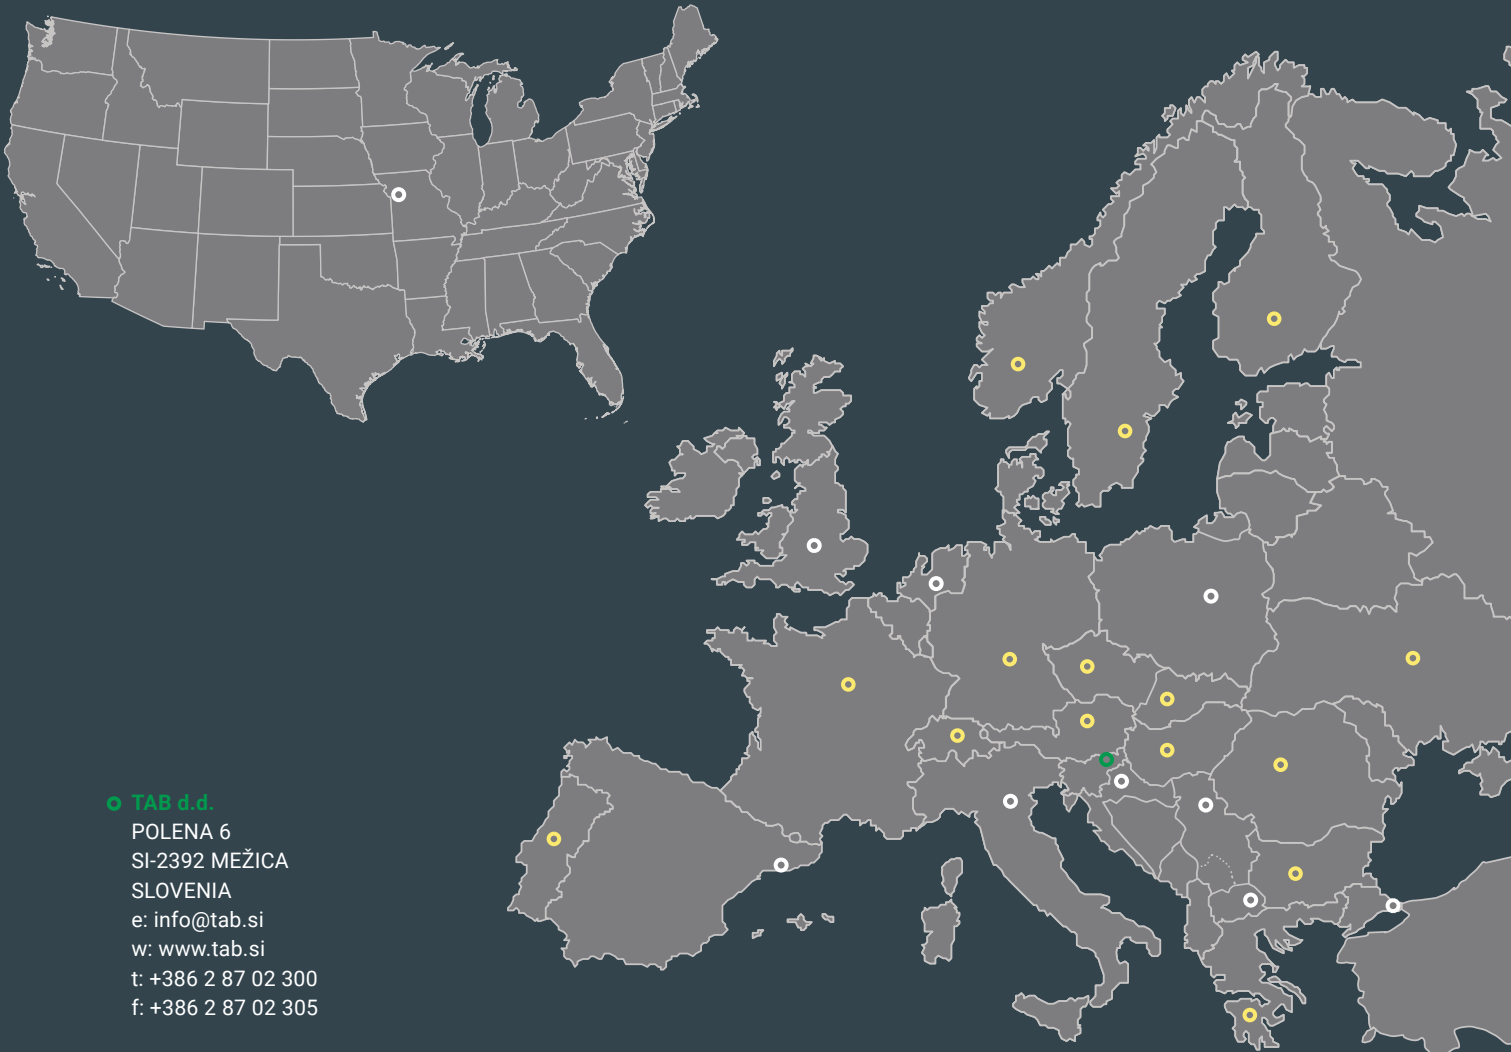 TAB d.d.
POLENA 6
SI-2392 MEŽICA
SLOVENIA
e: info@tab.si
w: www.tab.si
t: +386 2 87 02 300
f: +386 2 87 02 305